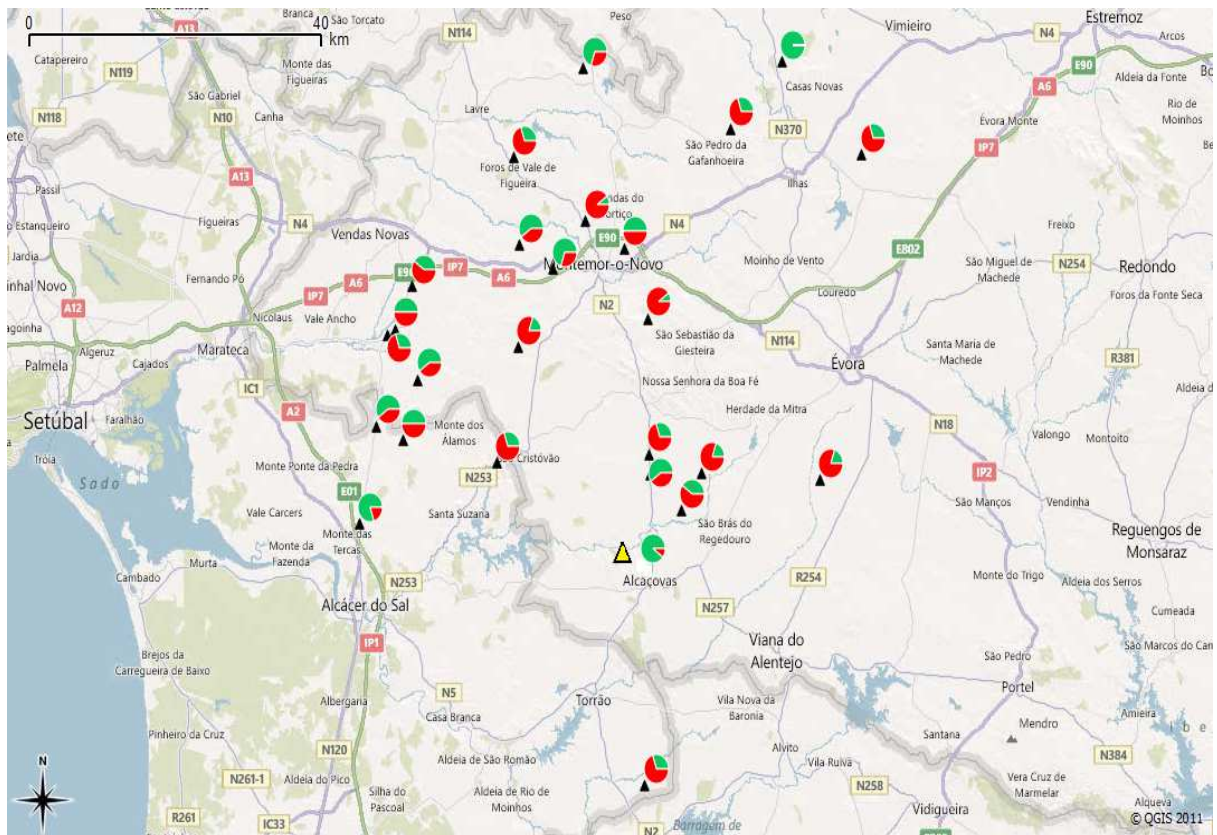 Branca
São Torcato
N114
Peso
Vimieiro
Estremoz
0
40
km
A13
N4
Arcos
Catapereiro
N119
Monte das
Figueiras
E90
Aldeia da Fonte
São Gabriel
Casas Novas
A6
Lavre
Rio de
Moinhos
N118
N10
Canha
Évora Monte
N370
São Pedro da
Gafanhoeira
IP7
Foros de Vale de
Figueira
Passil
A13
Ilhas
Estanqueiro
Figueiras
N4
Freixo
Jardia
Vendas Novas
E90
N4
E802
São Miguel de
Machede
N254
Redondo
IP7
Montemor-o-Novo
Moinho de Vento
Fernando Pó
A6
A6
Foros da Fonte Seca
A12
IP7
N2
Louredo
Nicolaus
Vale Ancho
São Sebastião da
Giesteira
Santa Maria de
Machede
Algeruz
Cajados
Marateca
N114
Palmela
R381
Évora
IC1
Nossa Senhora da Boa Fé
Setúbal
Faralhão
A2
Herdade da Mitra
N18
Monte dos
Álamos
Valongo
Montoito
Troia
Monte Ponte da Pedra
N253
IP2
Sado
E01
São Manços
Vendinha
Vale Carcers
Santa Suzana
São Brás do
Regedouro
Reguengos de
Monsaraz
Monte das
Tercas
Monte da
Fazenda
Murta
Cambado
N253
Alcaçovas
R254
Monte do Trigo
Aldeia dos Serros
Alcácer do Sal
N257
Cumeada
IP1
Viana do
Alentejo
São Marcos do Can
Brejos da
Carregueira de Baixo
São Pedro
N5
Torrão
Portel
Albergaria
Vila Nova da
Baronia
Amieira
Casa Branca
Mendro
Pinheiro da Cruz
N120
Alvito
Santana
N384
Aldeia de São Romão
Vila Ruiva
N
N261-1
Aldeia do Pico
Vera Cruz de
Marmelar
Silha do
Pascoal
Aldeia de Rio de
Moinhos
N258
Alqueva
R261
Vidigueira
IC33
N2
Barragem de
© QGIS 2011